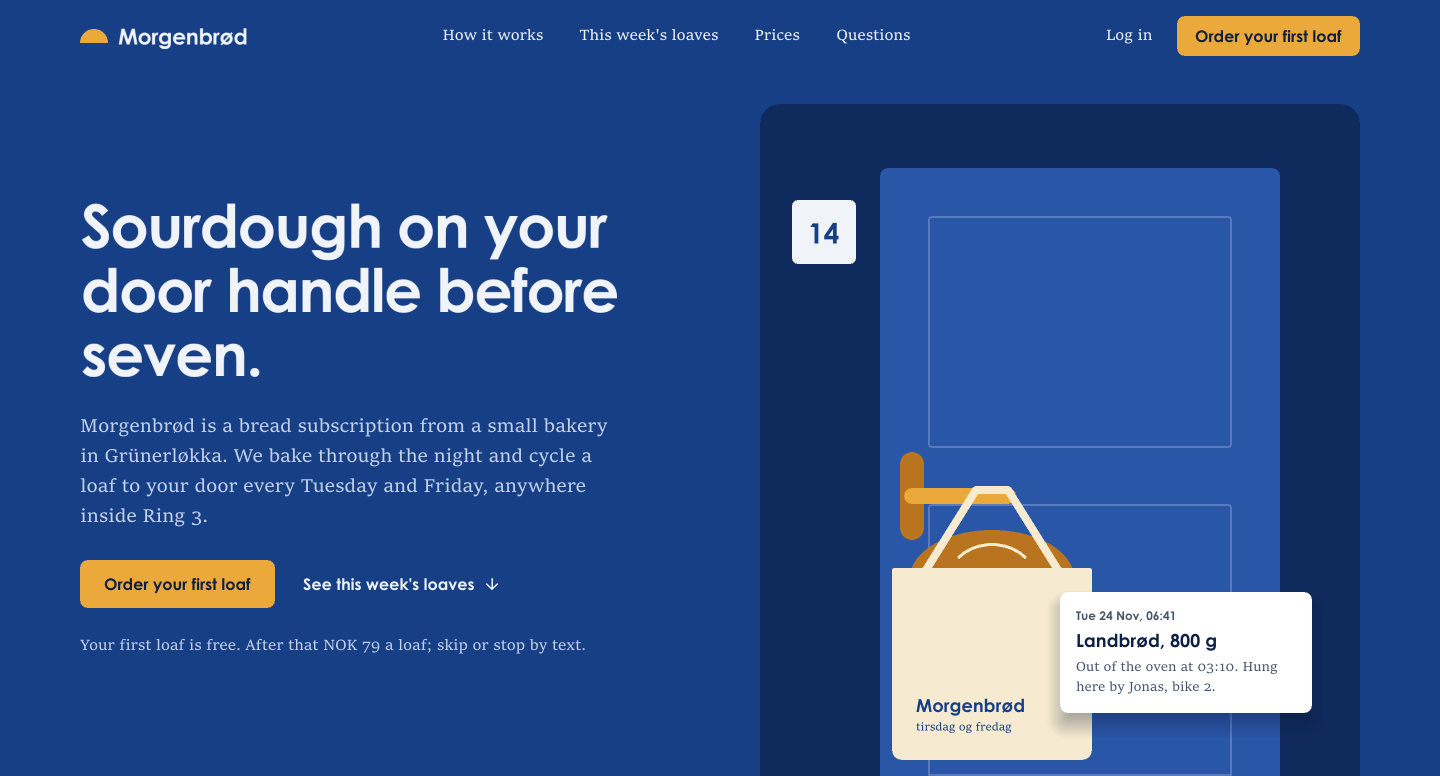 Morgenbrød
How it works
This week's loaves
Prices
Questions
Log in
Order your first loaf
Sourdough on your
door handle before
seven.
Morgenbrød is a bread subscription from a small bakery
in Grünerløkka. We bake through the night and cycle a
loaf to your door every Tuesday and Friday, anywhere
inside Ring 3.
Order your first loaf
See this week's loaves ↓
Your first loaf is free. After that NOK 79 a loaf; skip or stop by text.
14
Tue 24 Nov, 06:41
Landbrød, 800 g
Out of the oven at 03:10. Hung
here by Jonas, bike 2.
Morgenbrød
tirsdag og fredag